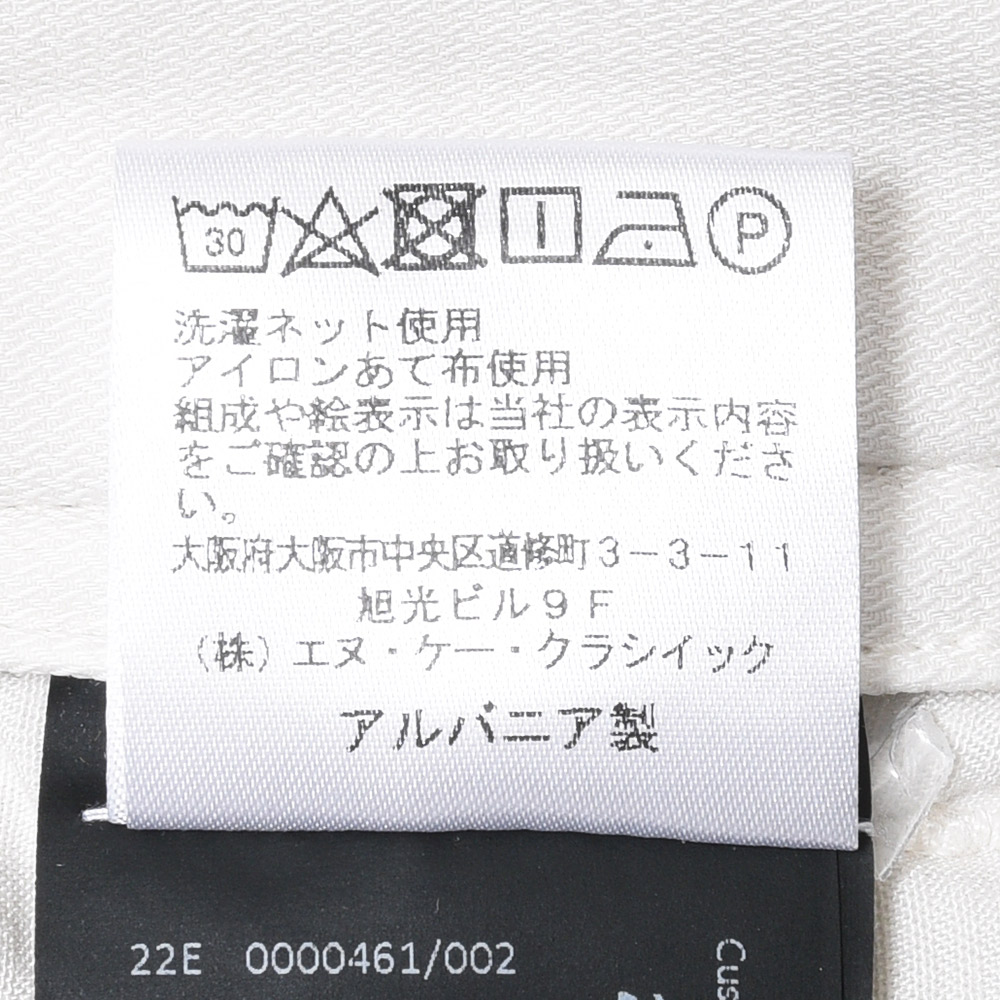 30
P
洗濯ネット使用
アイロンあて布使用
組成や絵表示は当社の表示内容
をご確認の上お取り扱いくださ
い。
大阪府大阪市中央区道修町3-3-11
旭光ビル9F
(株)エヌ・ケー・クラシイック
アルバニア製
22E 0000461/002
Cus